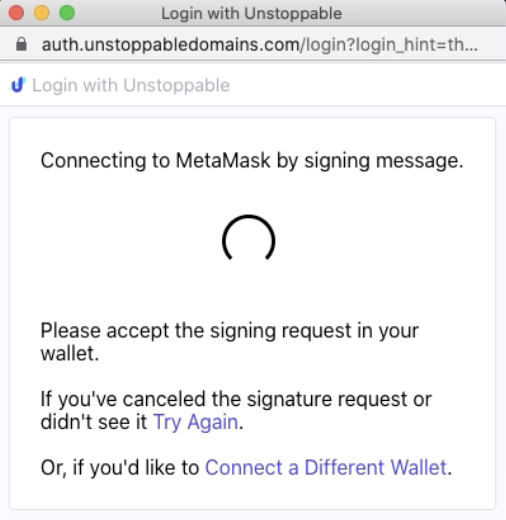 Login with Unstoppable
auth.unstoppabledomains.com/login?login_hint=th...
Login with Unstoppable
Connecting to MetaMask by signing message.
Please accept the signing request in your
wallet.
If you've canceled the signature request or
didn't see it Try Again.
Or, if you'd like to Connect a Different Wallet.